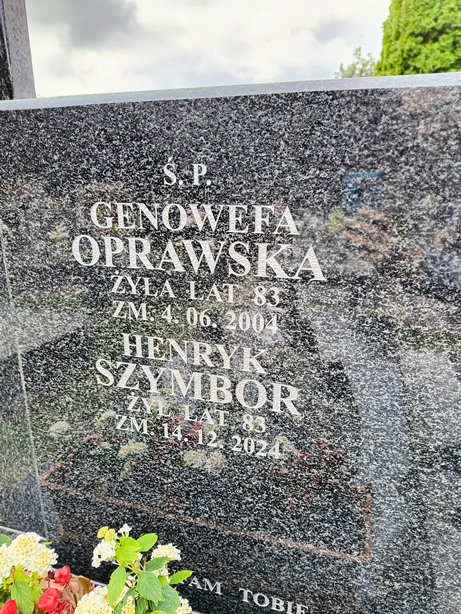 Ś. P.
GENOWEFA
OPRAWSKA
ŻYŁA LAT 83
ZM. 4. 06. 2004
HENRYK
SZYMBOR
ŻYŁ LAT 83
ZM. 14. 12. 2024
TOBIE